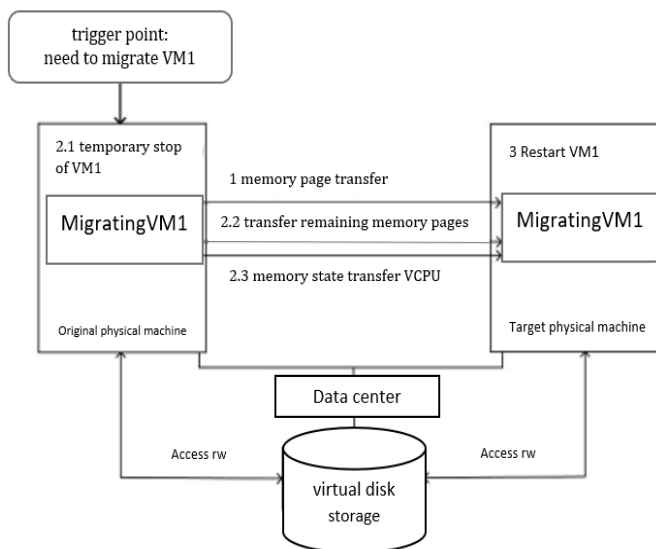 trigger point:
need to migrate VM1
2.1 temporary stop
of VM1
3 Restart VM1
1 memory page transfer
MigratingVM1
2.2 transfer remaining memory pages
MigratingVM1
2.3 memory state transfer VCPU
Original physical machine
Target physical machine
Data center
Access rw
Access rw
virtual disk
storage